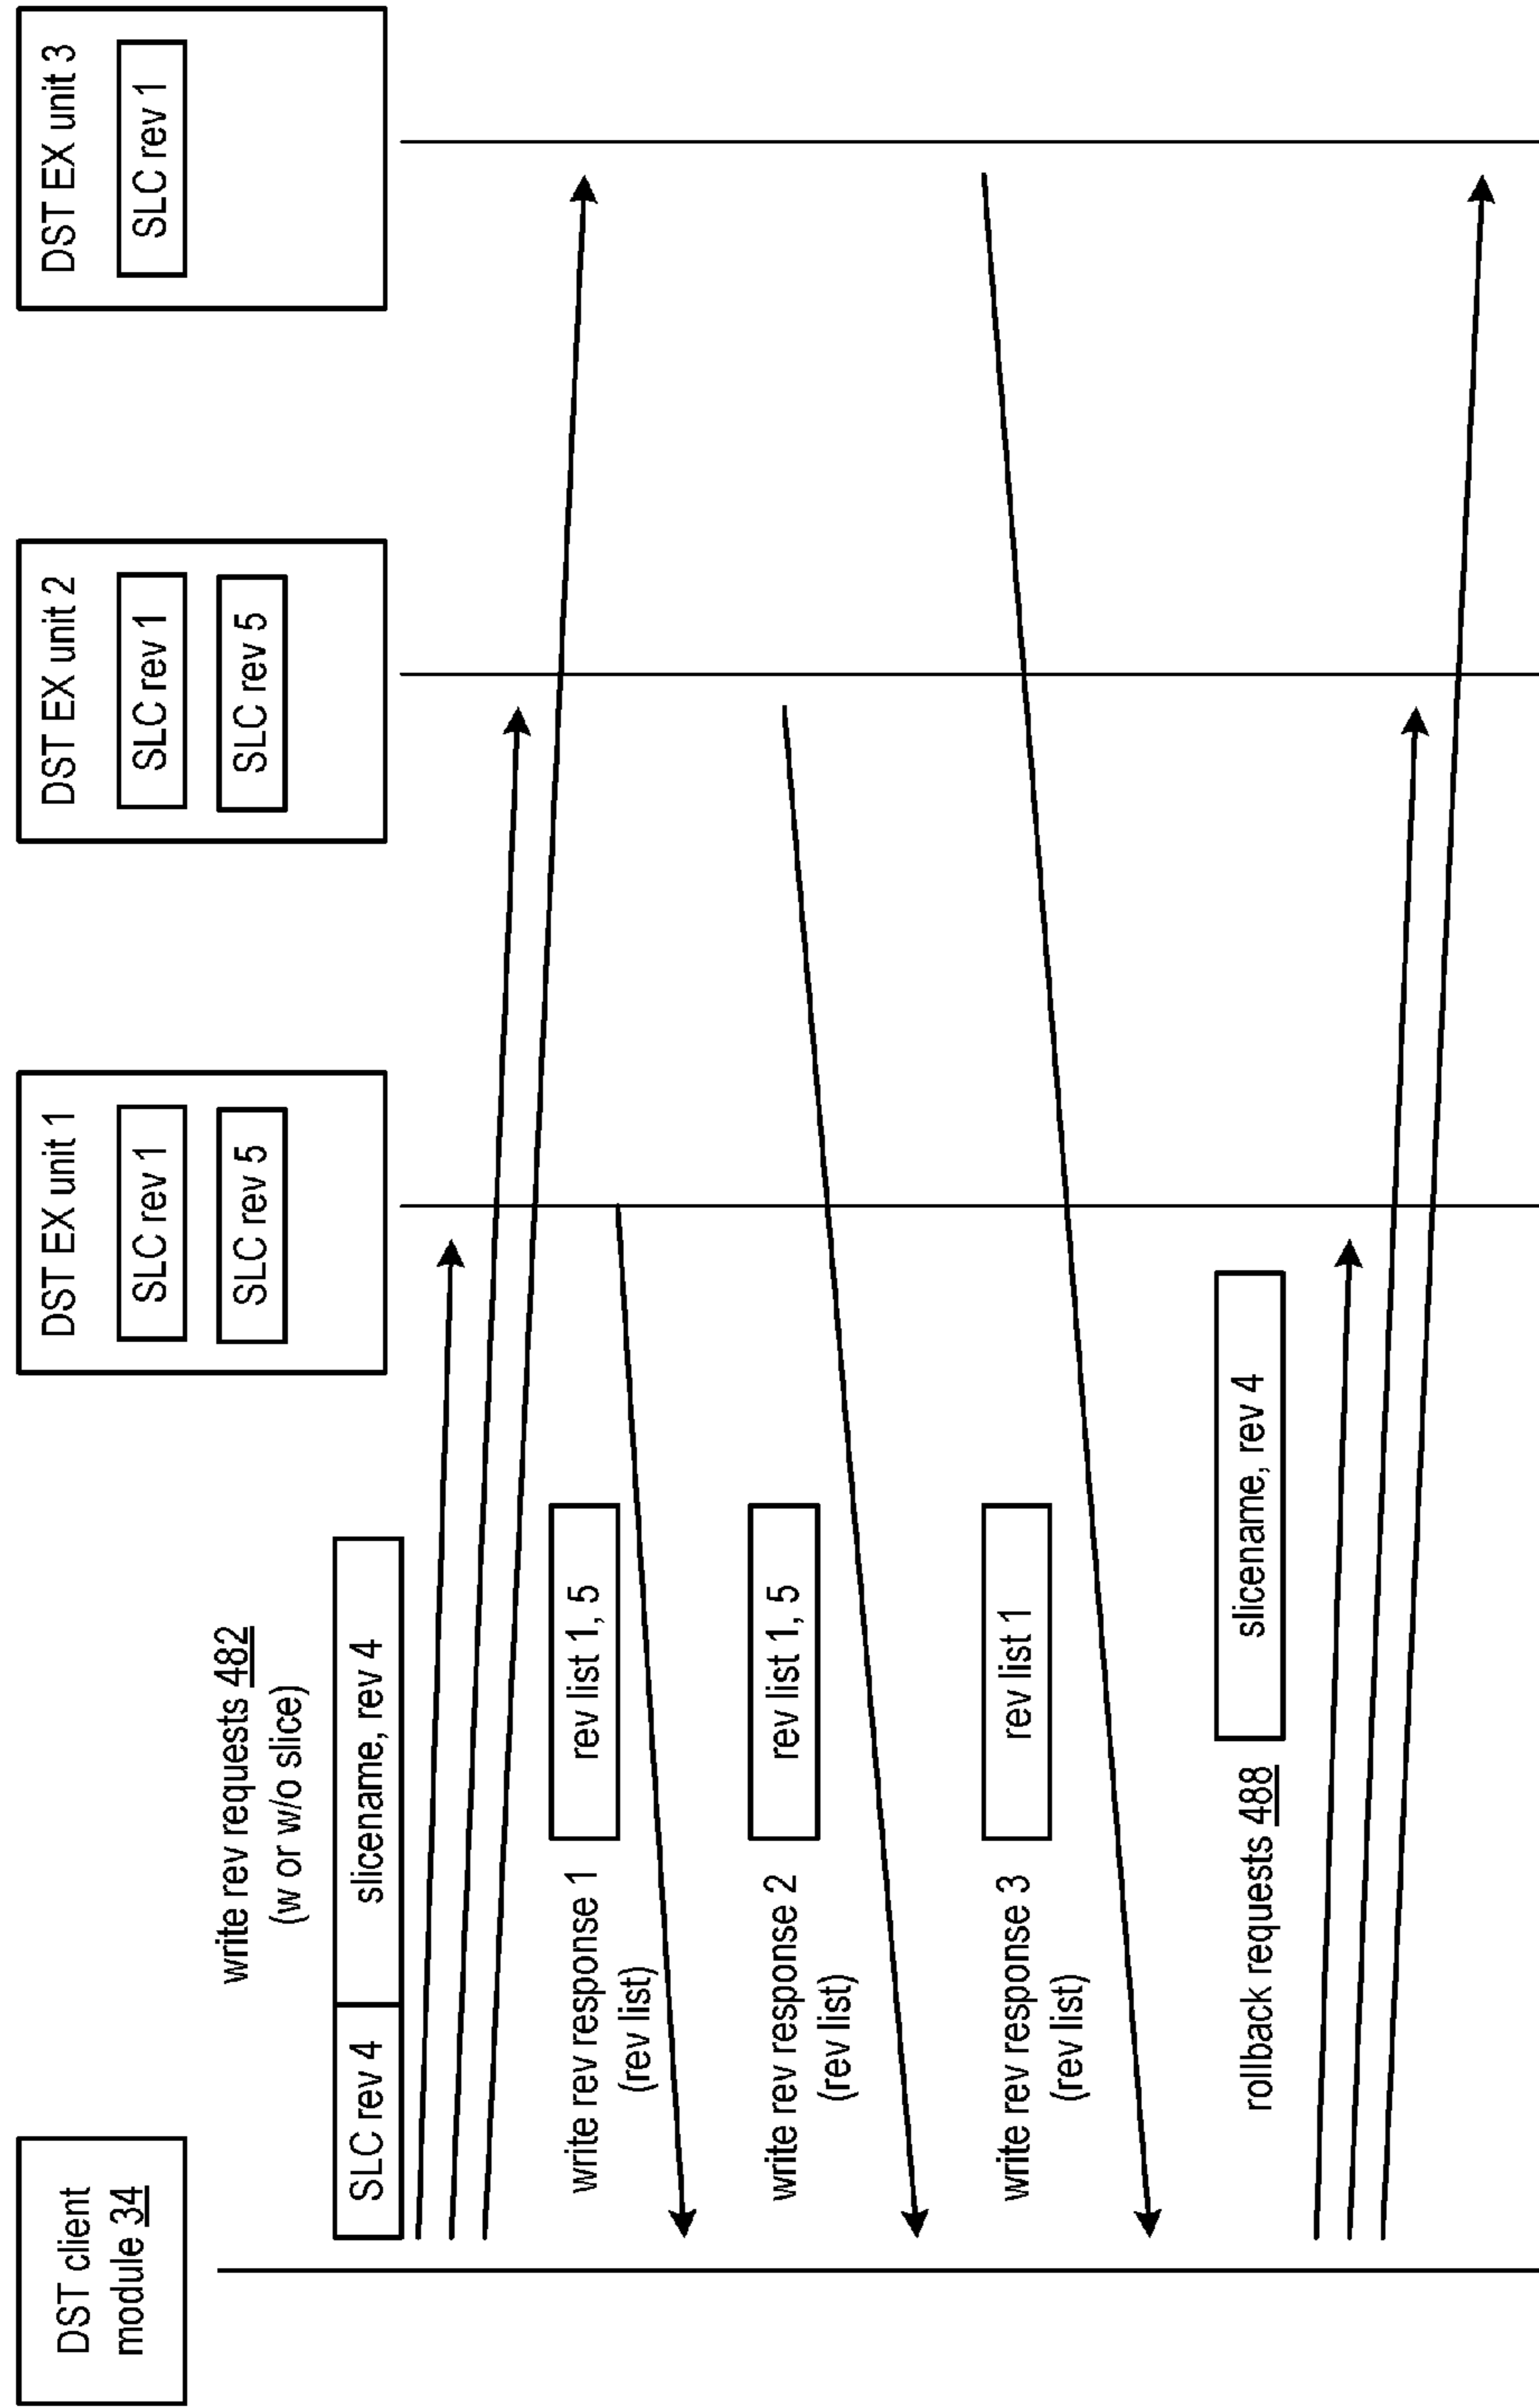 DST client
module 34
DST EX unit 1
SLC rev 1
SLC rev 5
DST EX unit 2
SLC rev 1
SLC rev 5
DST EX unit 3
SLC rev 1
write rev requests 482
(w or w/o slice)
SLC rev 4
slicename, rev 4
write rev response 1
(rev list)
rev list 1, 5
write rev response 2
(rev list)
rev list 1, 5
write rev response 3
(rev list)
rev list 1
rollback requests 488
slicename, rev 4